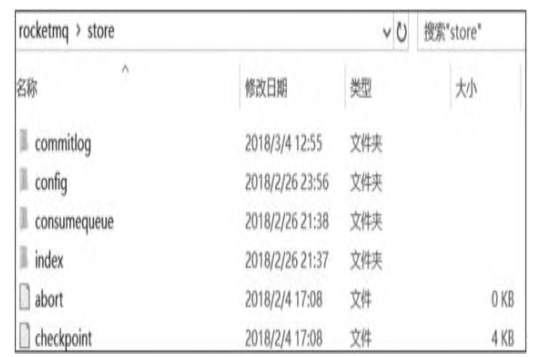 rocketmq > store 搜索"store"
名称 修改日期 类型 大小
commitlog 2018/3/4 12:55 文件夹
config 2018/2/26 23:56 文件夹
consumequeue 2018/2/26 21:38 文件夹
index 2018/2/26 21:37 文件夹
abort 2018/2/4 17:08 文件 0 KB
checkpoint 2018/2/4 17:08 文件 4 KB